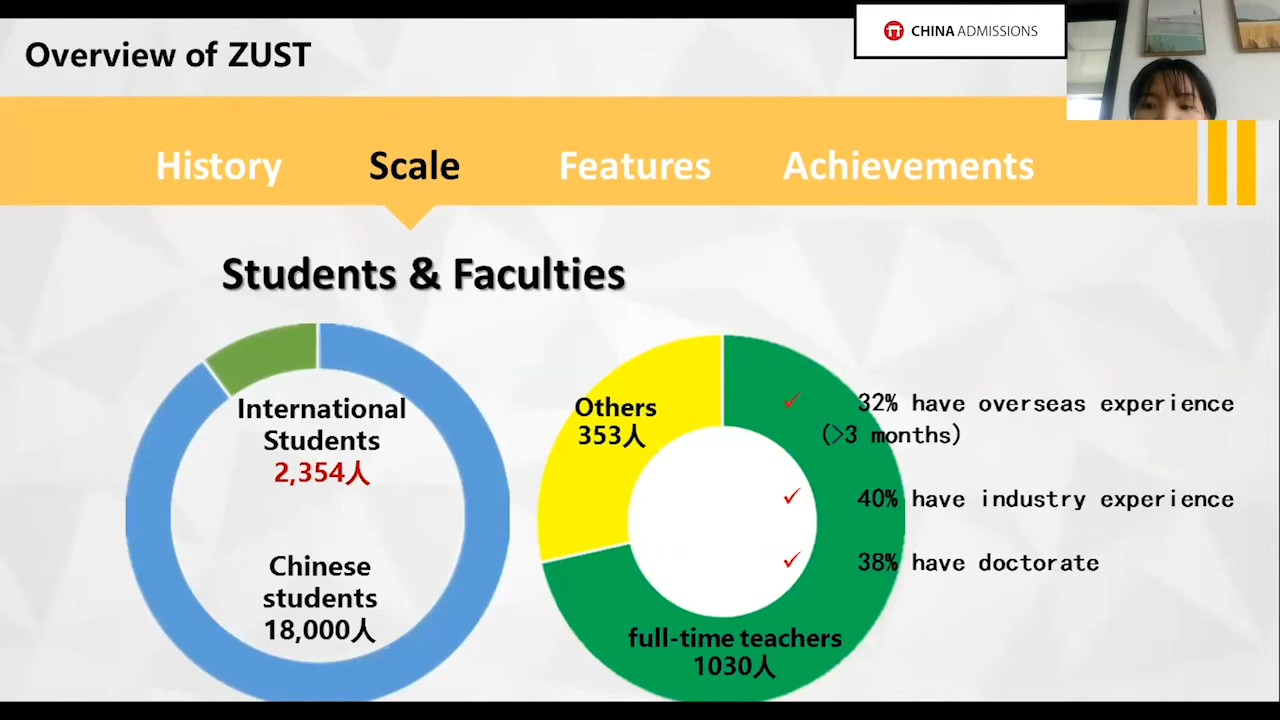 Overview of ZUST
CHINA ADMISSIONS
History Scale Features Achievements
Students & Faculties
International
Students
2,354人
Chinese
students
18,000人
Others
353人
full-time teachers
1030人
✓ 32% have overseas experience
(>3 months)
✓ 40% have industry experience
✓ 38% have doctorate